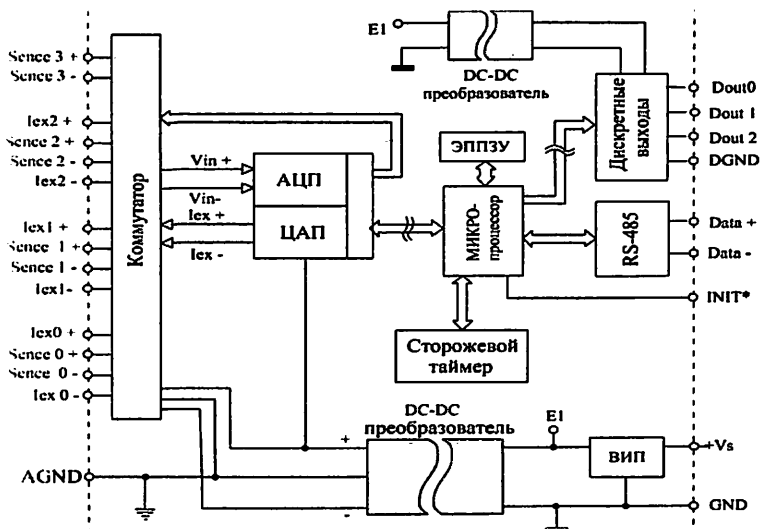 E1
DC-DC
преобразователь
Sence 3 +
Sence 3 -
Iex2 +
Sence 2 +
Sence 2 -
Iex2 -
Iex1 +
Sence 1 +
Sence 1 -
Iex1-
Iex0 +
Sence 0 +
Sence 0 -
Iex 0 -
AGND
Коммутатор
Vin +
Vin-
Iex +
Iex -
АЦП
ЦАП
ЭППЗУ
МИКРО-
процессор
Сторожевой
таймер
Дискретные
выходы
RS-485
Dout0
Dout 1
Dout 2
DGND
Data +
Data -
INIT*
DC-DC
преобразователь
+
-
E1
ВИП
+Vs
GND